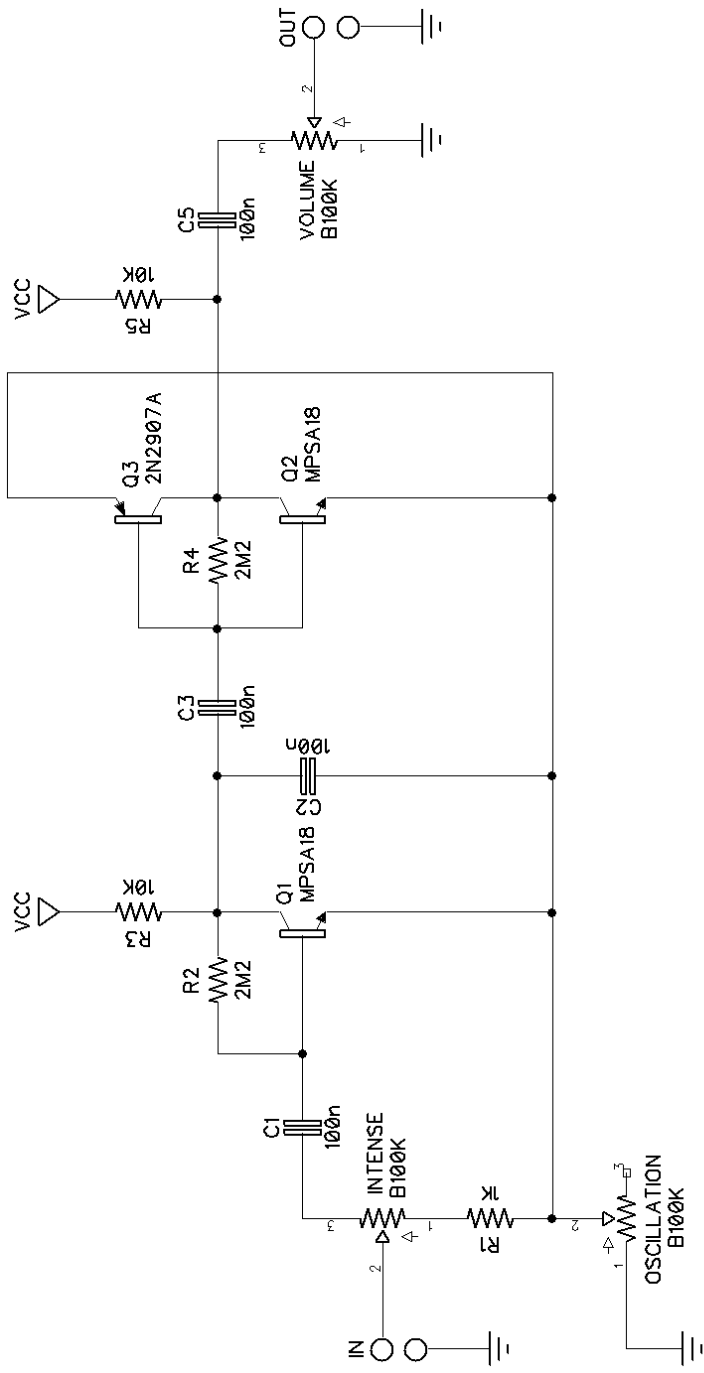 IN
2
INTENSE
B100K
3
1
R1
1K
C1
100n
OSCILLATION
B100K
1
2
3
R2
2M2
VCC
R3
10K
Q1
MPSA18
C2
100n
C3
100n
R4
2M2
Q3
2N2907A
Q2
MPSA18
VCC
R5
10K
C5
100n
VOLUME
B100K
3
1
2
OUT